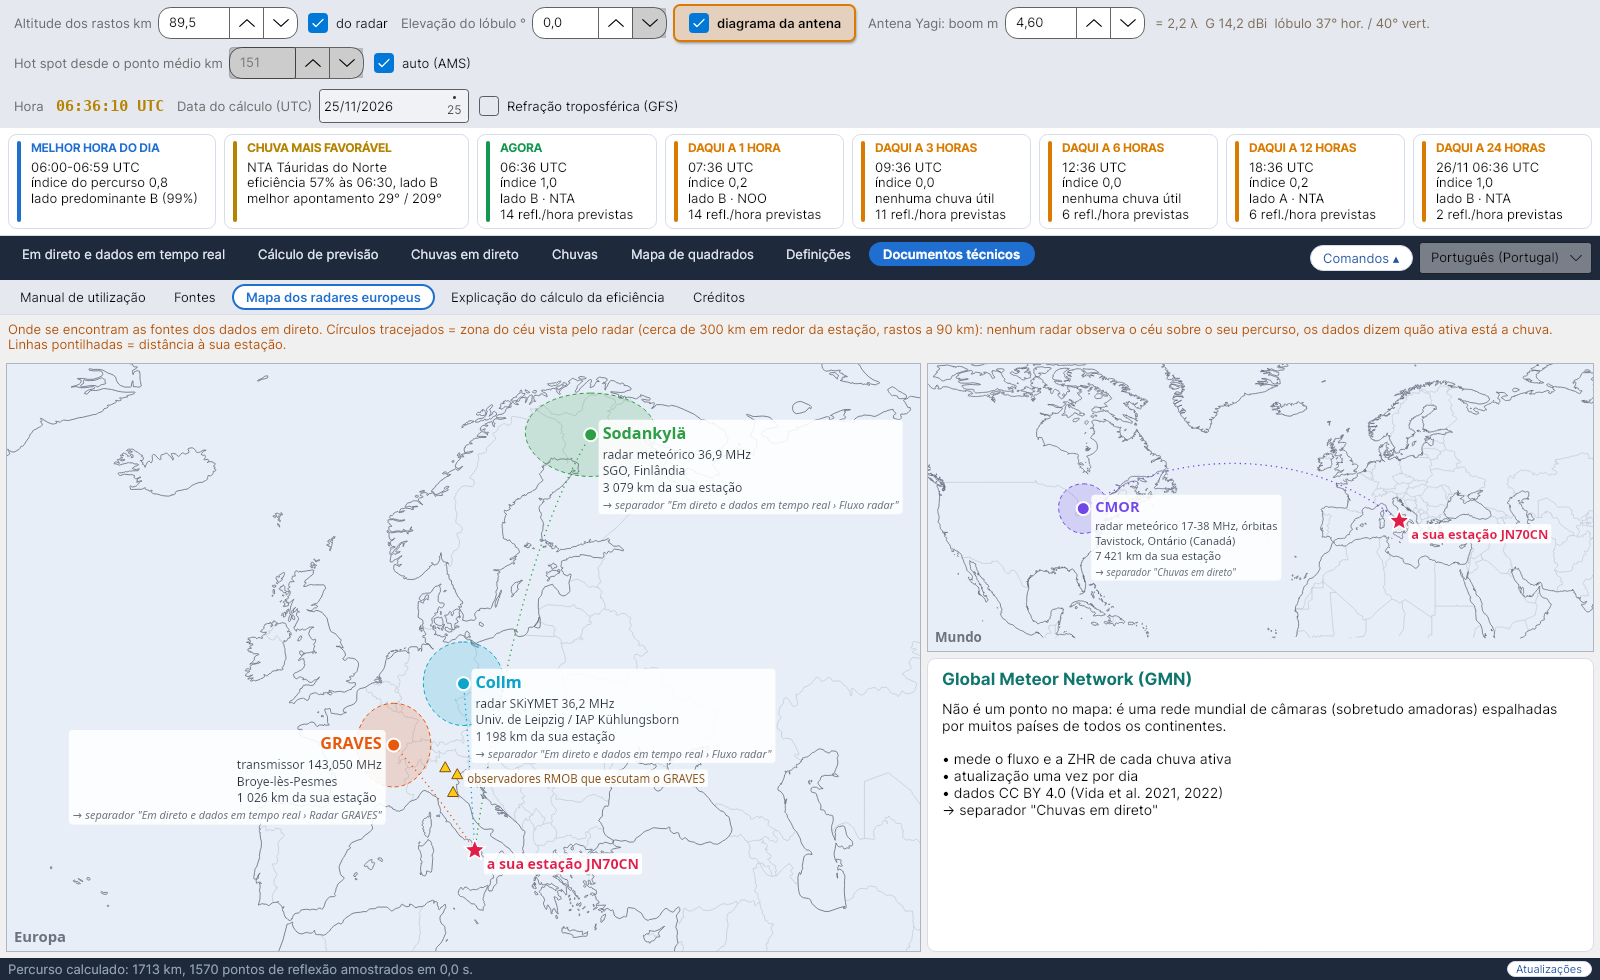 Altitude dos rastos km 89,5 do radar Elevação do lóbulo ° 0,0 diagrama da antena Antena Yagi: boom m 4,60 = 2,2 λ G 14,2 dBi lóbulo 37° hor. / 40° vert.
Hot spot desde o ponto médio km 151 auto (AMS)
Hora 06:36:10 UTC Data do cálculo (UTC) 25/11/2026 25 Refração troposférica (GFS)
MELHOR HORA DO DIA
06:00-06:59 UTC
índice do percurso 0,8
lado predominante B (99%)
CHUVA MAIS FAVORÁVEL
NTA Táuridas do Norte
eficiência 57% às 06:30, lado B
melhor apontamento 29° / 209°
AGORA
06:36 UTC
índice 1,0
lado B · NTA
14 refl./hora previstas
DAQUI A 1 HORA
07:36 UTC
índice 0,2
lado B · NOO
14 refl./hora previstas
DAQUI A 3 HORAS
09:36 UTC
índice 0,0
nenhuma chuva útil
11 refl./hora previstas
DAQUI A 6 HORAS
12:36 UTC
índice 0,0
nenhuma chuva útil
6 refl./hora previstas
DAQUI A 12 HORAS
18:36 UTC
índice 0,2
lado A · NTA
6 refl./hora previstas
DAQUI A 24 HORAS
26/11 06:36 UTC
índice 1,0
lado B · NTA
2 refl./hora previstas
Em direto e dados em tempo real Cálculo de previsão Chuvas em direto Chuvas Mapa de quadrados Definições Documentos técnicos Comandos ▴ Português (Portugal)
Manual de utilização Fontes Mapa dos radares europeus Explicação do cálculo da eficiência Créditos
Onde se encontram as fontes dos dados em direto. Círculos tracejados = zona do céu vista pelo radar (cerca de 300 km em redor da estação, rastos a 90 km): nenhum radar observa o céu sobre o seu percurso, os dados dizem quão ativa está a chuva.
Linhas pontilhadas = distância à sua estação.
Sodankylä
radar meteórico 36,9 MHz
SGO, Finlândia
3 079 km da sua estação
→ separador "Em direto e dados em tempo real › Fluxo radar"
Collm
radar SKiYMET 36,2 MHz
Univ. de Leipzig / IAP Kühlungsborn
1 198 km da sua estação
→ separador "Em direto e dados em tempo real › Fluxo radar"
GRAVES
transmissor 143,050 MHz
Broye-lès-Pesmes
1 026 km da sua estação
→ separador "Em direto e dados em tempo real › Radar GRAVES"
observadores RMOB que escutam o GRAVES
a sua estação JN70CN
Europa
CMOR
radar meteórico 17-38 MHz, órbitas
Tavistock, Ontário (Canadá)
7 421 km da sua estação
→ separador "Chuvas em direto"
a sua estação JN70CN
Mundo
Global Meteor Network (GMN)
Não é um ponto no mapa: é uma rede mundial de câmaras (sobretudo amadoras) espalhadas
por muitos países de todos os continentes.
• mede o fluxo e a ZHR de cada chuva ativa
• atualização uma vez por dia
• dados CC BY 4.0 (Vida et al. 2021, 2022)
→ separador "Chuvas em direto"
Percurso calculado: 1713 km, 1570 pontos de reflexão amostrados em 0,0 s.
Atualizações